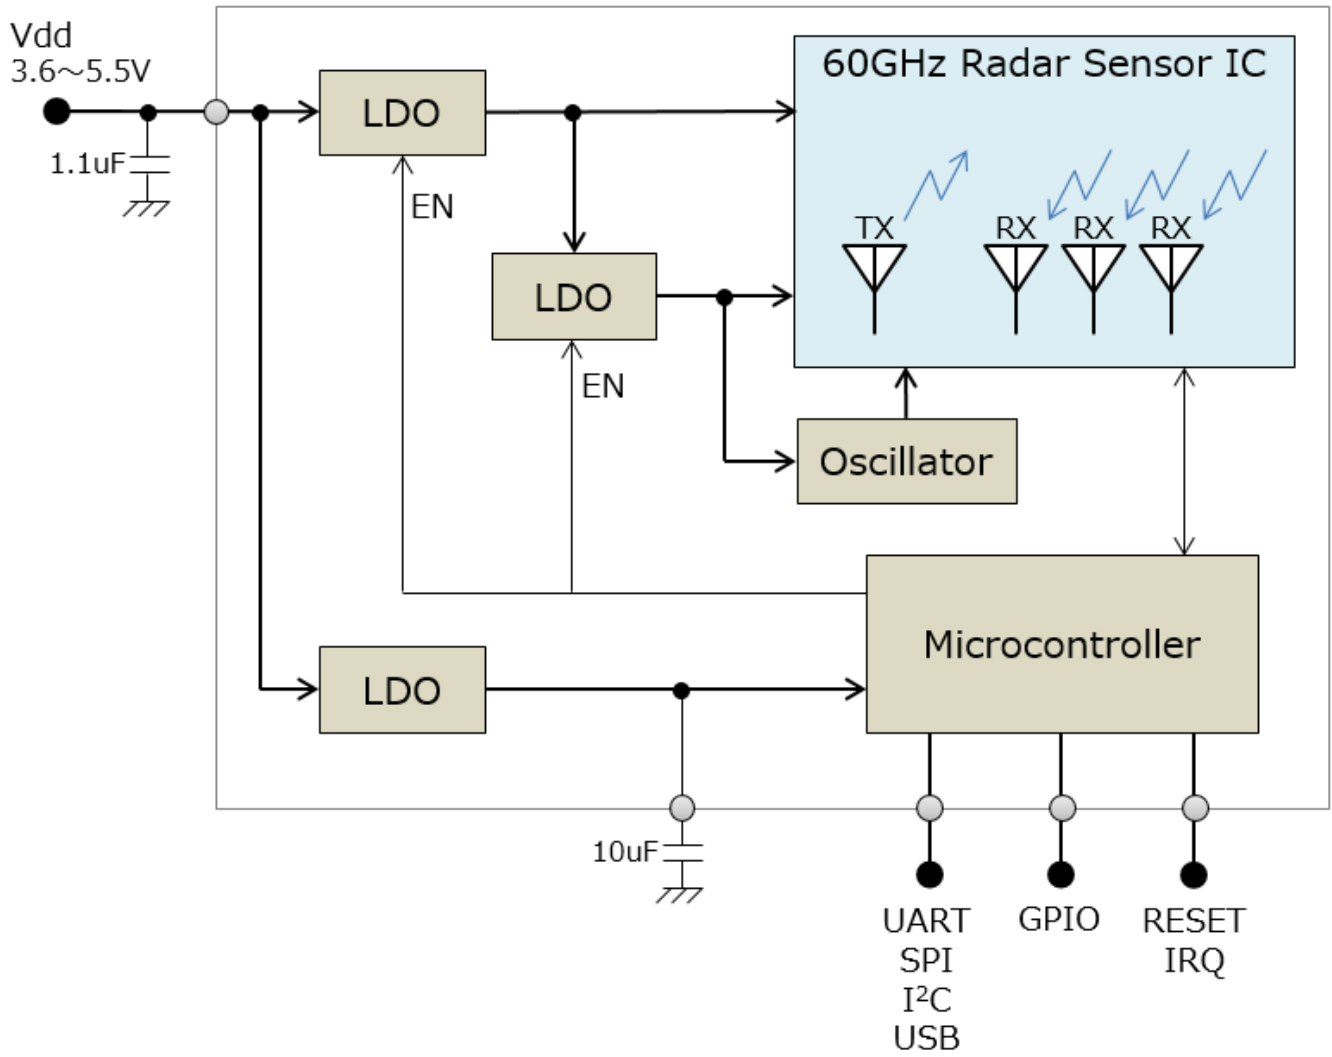 Vdd
3.6～5.5V
1.1uF
LDO
EN
60GHz Radar Sensor IC
TX
RX
RX
RX
LDO
EN
Oscillator
Microcontroller
LDO
10uF
UART
SPI
I²C
USB
GPIO
RESET
IRQ